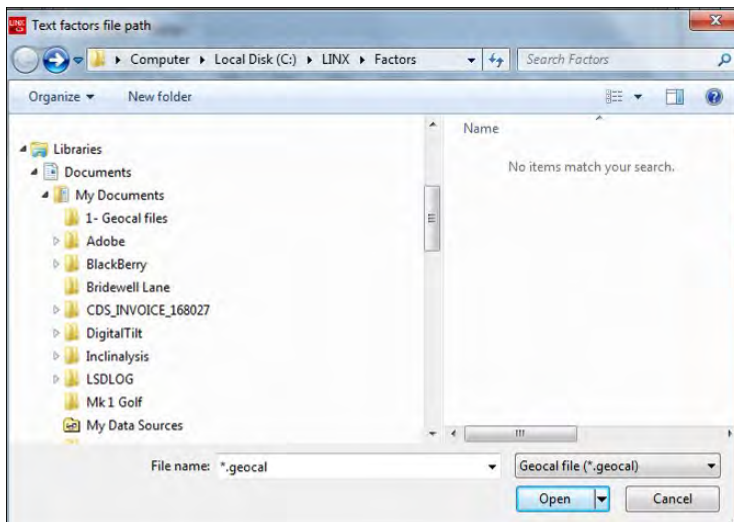 LINX
Text factors file path
Computer Local Disk (C:) LINX Factors
Search Factors
Organize
New folder
Name
No items match your search.
Libraries
Documents
My Documents
1- Geocal files
Adobe
BlackBerry
Bridewell Lane
CDS_INVOICE_168027
DigitalTilt
Inclinalysis
LSDLOG
Mk 1 Golf
My Data Sources
File name:
*.geocal
Geocal file (*.geocal)
Open
Cancel